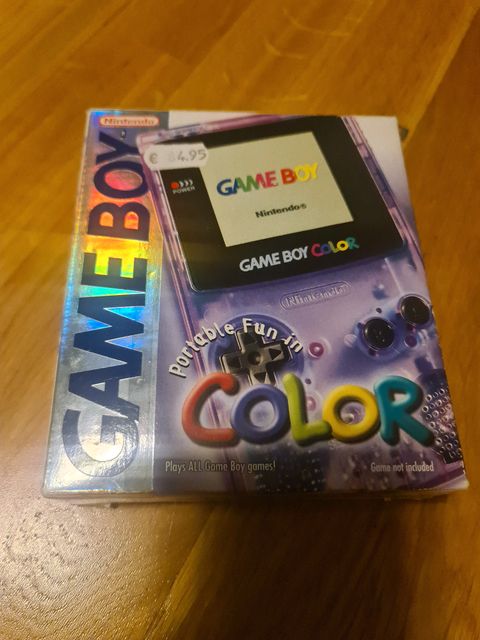 Nintendo
GAME BOY
€ 4.95
POWER
GAME BOY
Nintendo®
GAME BOY COLOR
Nintendo
Portable Fun in
COLOR
Plays ALL Game Boy games!
Game not included